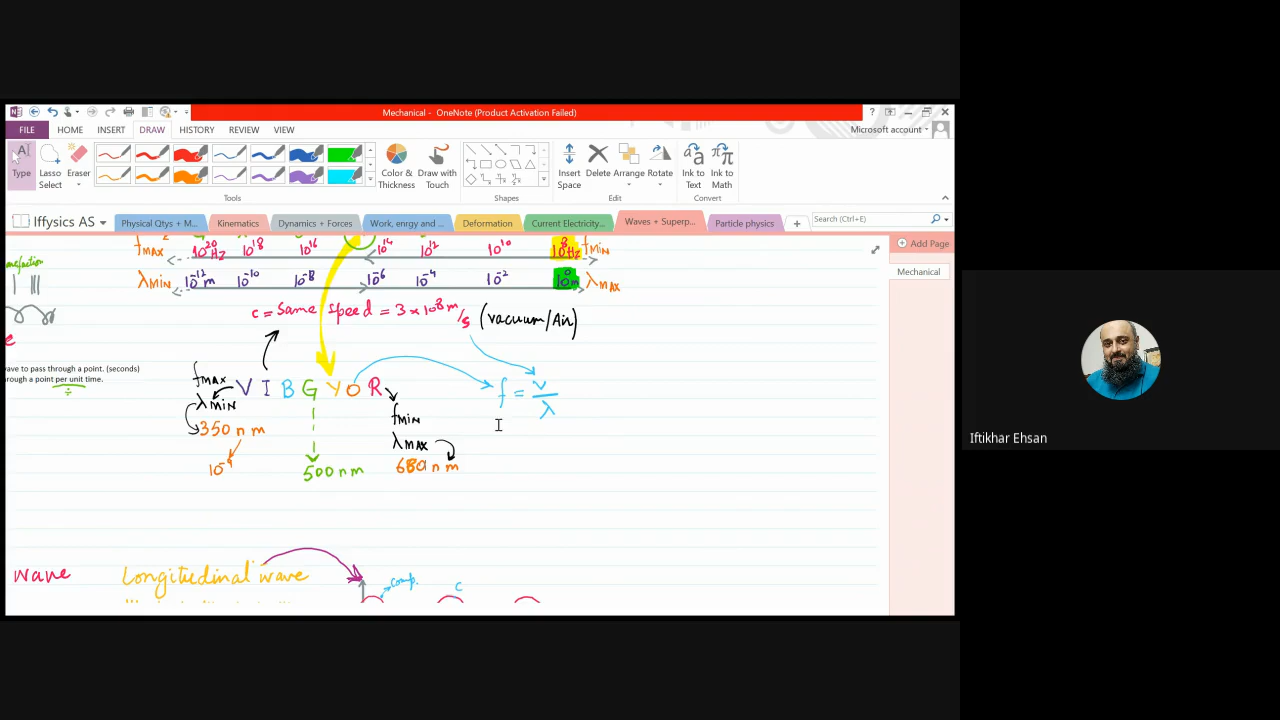 Mechanical - OneNote (Product Activation Failed)
FILE HOME INSERT DRAW HISTORY REVIEW VIEW Microsoft account
Type Lasso Select Eraser Color & Thickness Draw with Touch Insert Space Delete Arrange Rotate Ink to Text Ink to Math
Tools Shapes Edit Convert
Iffysics AS Physical Qtys + M... Kinematics Dynamics + Forces Work, enrgy and ... Deformation Current Electricity... Waves + Superp... Particle physics Search (Ctrl+E)
Add Page
Mechanical
fMAX 10^20 Hz 10^18 10^16 10^14 10^12 10^10 10^8 Hz fMIN
λMIN 10^-12 m 10^-10 10^-8 10^-6 10^-4 10^-2 10^0 m λMAX
c = Same speed = 3 × 10^8 m/s (vacuum/Air)
wave to pass through a point. (seconds)
rough a point per unit time.
÷
fmax V I B G Y O R f = v/λ
λMIN fMIN
350 n m λMAX
10^-9 500 n m 680 n m
wave Longitudinal wave comp. C
Iftikhar Ehsan